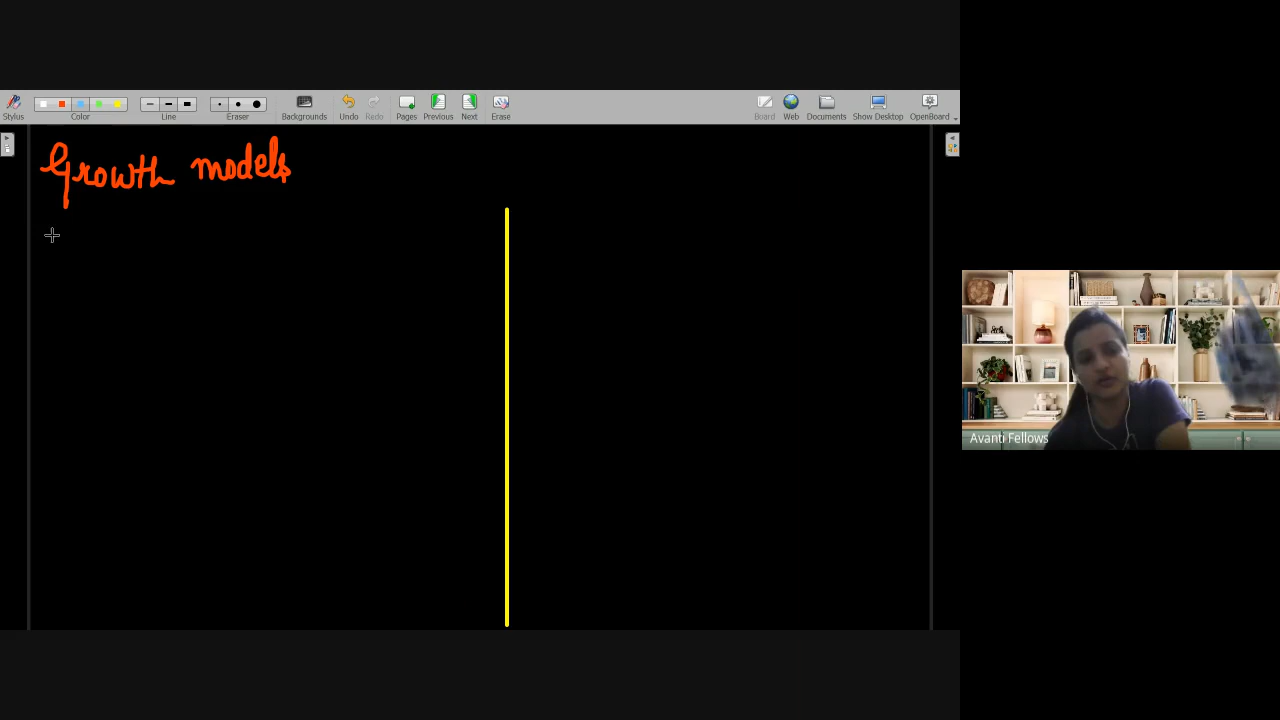 Stylus
Color
Line
Eraser
Backgrounds
Undo
Redo
Pages
Previous
Next
Erase
Board
Web
Documents
Show Desktop
OpenBoard
Growth models
Avanti Fellows